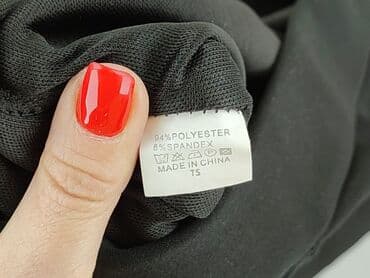 94%POLYESTER
6%SPANDEX
MADE IN CHINA
TS